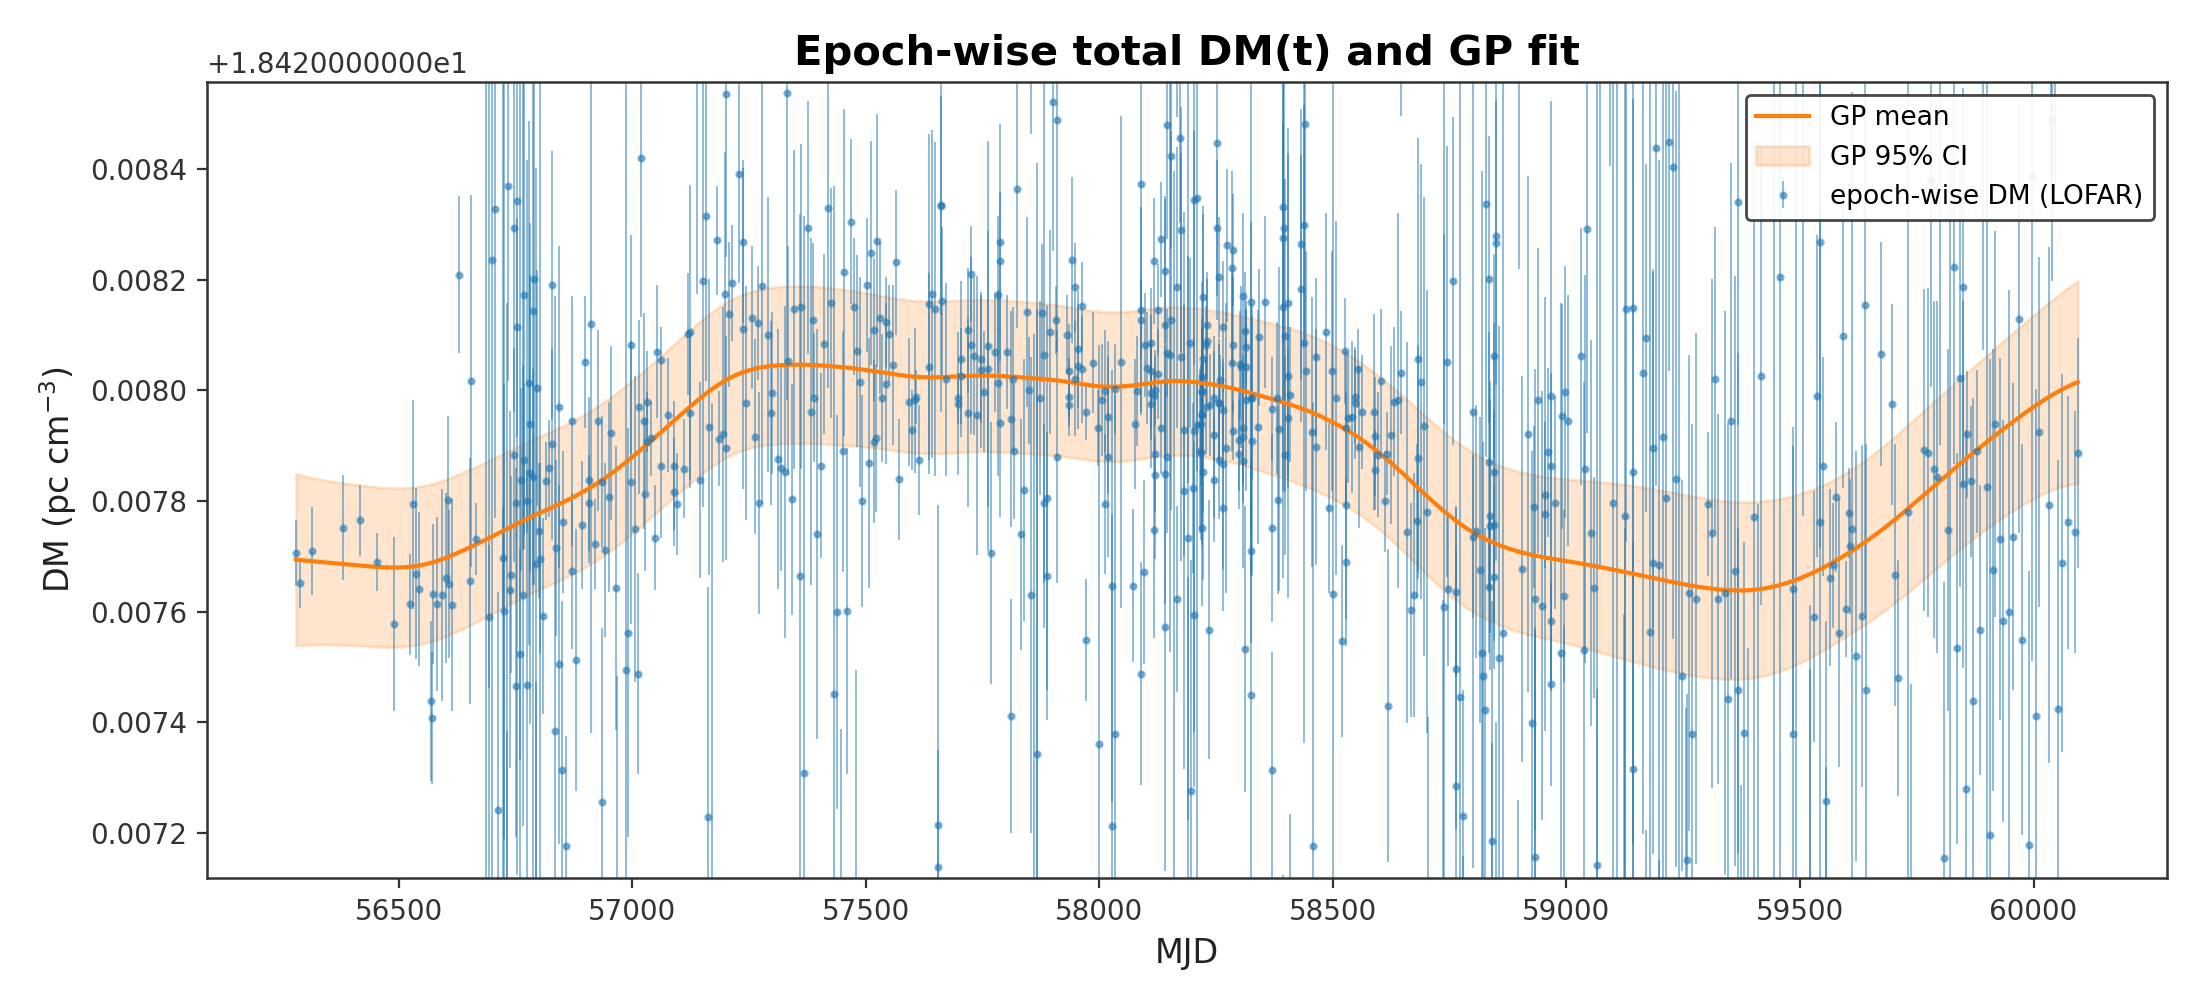 Epoch-wise total DM(t) and GP fit
+1.8420000000e1
GP mean
GP 95% CI
epoch-wise DM (LOFAR)
DM (pc cm⁻³)
0.0084
0.0082
0.0080
0.0078
0.0076
0.0074
0.0072
56500 57000 57500 58000 58500 59000 59500 60000
MJD